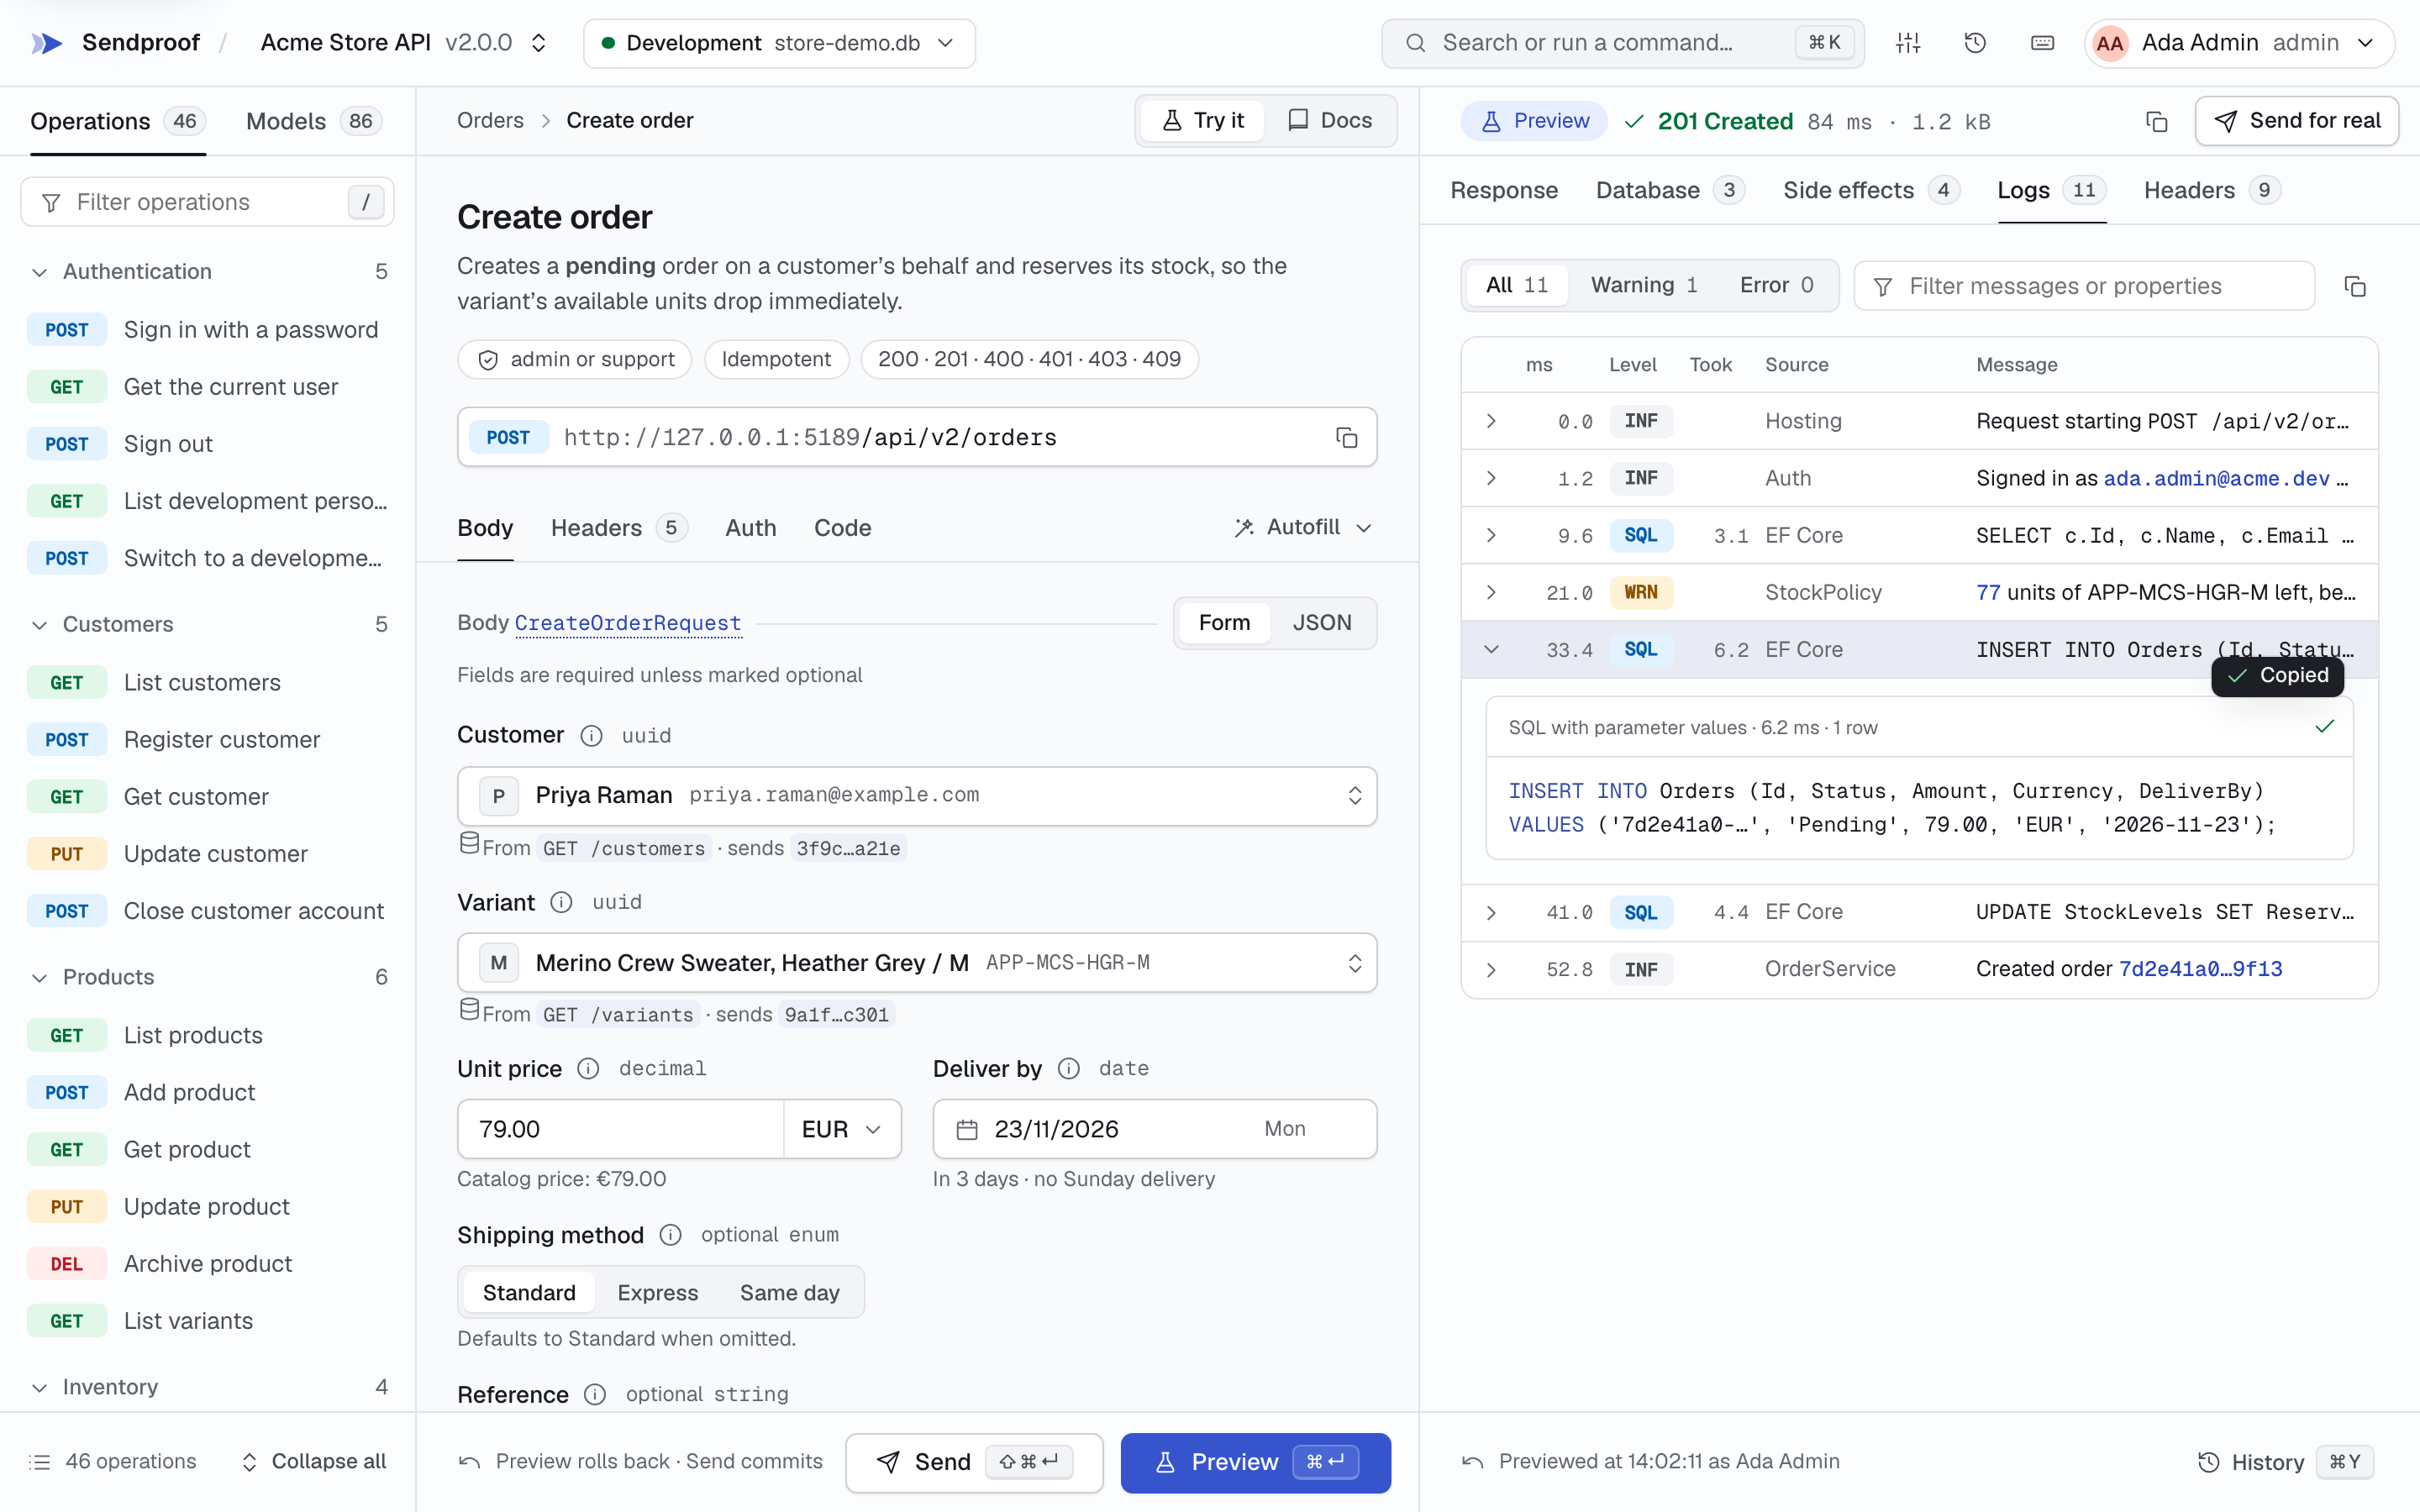 Sendproof / Acme Store API v2.0.0
Development store-demo.db
Search or run a command… ⌘K
AA Ada Admin admin
Operations 46 Models 86
Filter operations /
Authentication 5
POST Sign in with a password
GET Get the current user
POST Sign out
GET List development perso…
POST Switch to a developme…
Customers 5
GET List customers
POST Register customer
GET Get customer
PUT Update customer
POST Close customer account
Products 6
GET List products
POST Add product
GET Get product
PUT Update product
DEL Archive product
GET List variants
Inventory 4
46 operations Collapse all
Orders > Create order
Try it Docs
Create order
Creates a pending order on a customer’s behalf and reserves its stock, so the
variant’s available units drop immediately.
admin or support Idempotent 200 · 201 · 400 · 401 · 403 · 409
POST http://127.0.0.1:5189/api/v2/orders
Body Headers 5 Auth Code Autofill
Body CreateOrderRequest Form JSON
Fields are required unless marked optional
Customer uuid
P Priya Raman priya.raman@example.com
From GET /customers · sends 3f9c…a21e
Variant uuid
M Merino Crew Sweater, Heather Grey / M APP-MCS-HGR-M
From GET /variants · sends 9a1f…c301
Unit price decimal Deliver by date
79.00 EUR 23/11/2026 Mon
Catalog price: €79.00 In 3 days · no Sunday delivery
Shipping method optional enum
Standard Express Same day
Defaults to Standard when omitted.
Reference optional string
Preview rolls back · Send commits Send ⇧⌘↵ Preview ⌘↵
Preview 201 Created 84 ms · 1.2 kB Send for real
Response Database 3 Side effects 4 Logs 11 Headers 9
All 11 Warning 1 Error 0 Filter messages or properties
ms Level Took Source Message
0.0 INF Hosting Request starting POST /api/v2/or…
1.2 INF Auth Signed in as ada.admin@acme.dev …
9.6 SQL 3.1 EF Core SELECT c.Id, c.Name, c.Email …
21.0 WRN StockPolicy 77 units of APP-MCS-HGR-M left, be…
33.4 SQL 6.2 EF Core INSERT INTO Orders (Id, Statu…
Copied
SQL with parameter values · 6.2 ms · 1 row
INSERT INTO Orders (Id, Status, Amount, Currency, DeliverBy)
VALUES ('7d2e41a0-…', 'Pending', 79.00, 'EUR', '2026-11-23');
41.0 SQL 4.4 EF Core UPDATE StockLevels SET Reserv…
52.8 INF OrderService Created order 7d2e41a0…9f13
Previewed at 14:02:11 as Ada Admin History ⌘Y